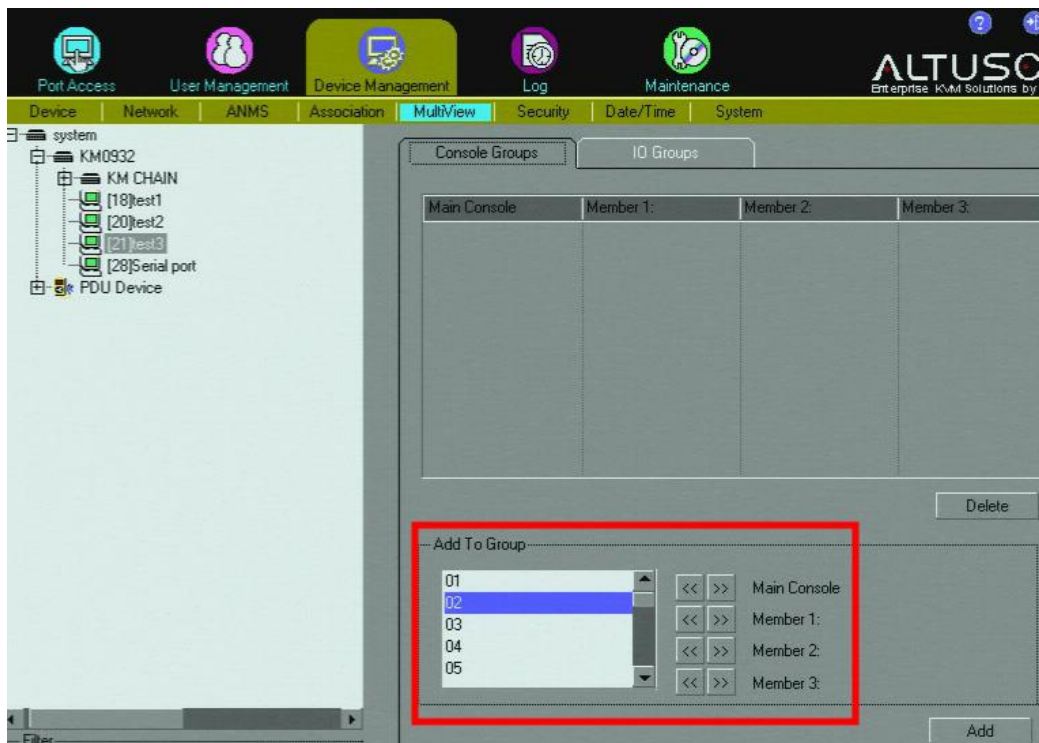 Port Access User Management Device Management Log Maintenance
ALTUSO
Enterprise KVM Solutions by
Device Network ANMS Association MultiView Security Date/Time System
system
KM0932
KM CHAIN
[18]test1
[20]test2
[21]test3
[28]Serial port
PDU Device
Console Groups IO Groups
Main Console Member 1: Member 2: Member 3:
Delete
Add To Group
01
02
03
04
05
<< >> Main Console
<< >> Member 1:
<< >> Member 2:
<< >> Member 3:
Add
Filter